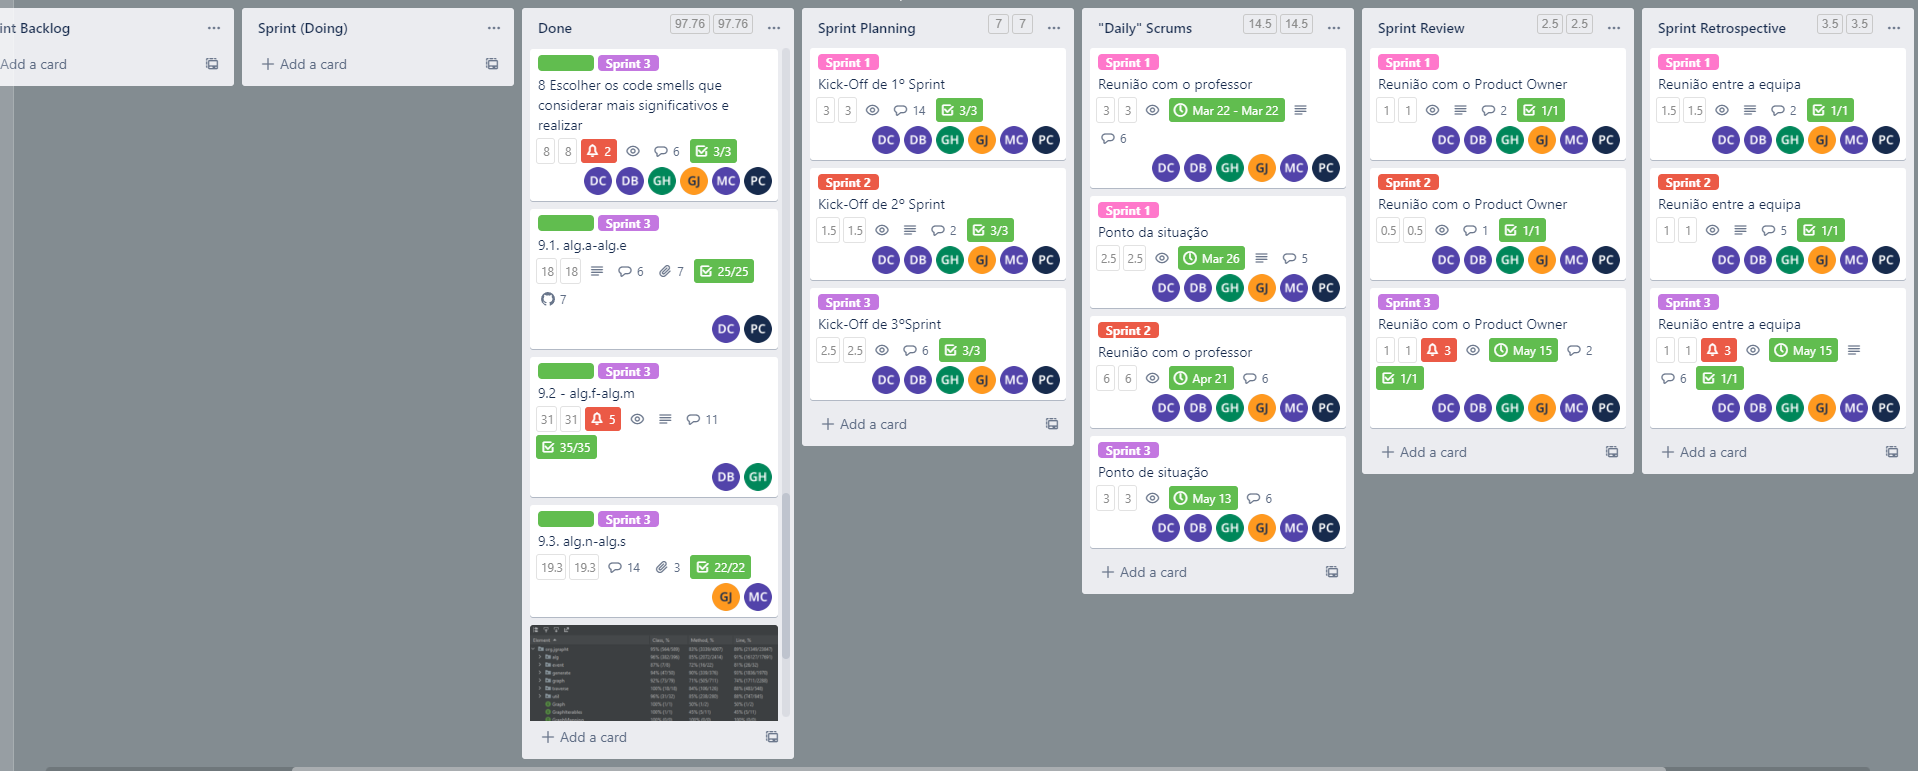 int Backlog
Add a card
Sprint (Doing)
Add a card
Done
97.76 97.76
Sprint 3
8 Escolher os code smells que
considerar mais significativos e
realizar
8 8 2 6 3/3
DC DB GH GJ MC PC
Sprint 3
9.1. alg.a-alg.e
18 18 6 7 25/25
7
DC PC
Sprint 3
9.2 - alg.f-alg.m
31 31 5 11
35/35
DB GH
Sprint 3
9.3. alg.n-alg.s
19.3 19.3 14 3 22/22
GJ MC
Element Class, % Method, % Line, %
org.jgrapht
alg
event
generate
graph
traverse
util
Graph
Add a card
Sprint Planning
7 7
Sprint 1
Kick-Off de 1º Sprint
3 3 14 3/3
DC DB GH GJ MC PC
Sprint 2
Kick-Off de 2º Sprint
1.5 1.5 2 3/3
DC DB GH GJ MC PC
Sprint 3
Kick-Off de 3ºSprint
2.5 2.5 6 3/3
DC DB GH GJ MC PC
Add a card
"Daily" Scrums
14.5 14.5
Sprint 1
Reunião com o professor
3 3 Mar 22 - Mar 22
6
DC DB GH GJ MC PC
Sprint 1
Ponto da situação
2.5 2.5 Mar 26 5
DC DB GH GJ MC PC
Sprint 2
Reunião com o professor
6 6 Apr 21 6
DC DB GH GJ MC PC
Sprint 3
Ponto de situação
3 3 May 13 6
DC DB GH GJ MC PC
Add a card
Sprint Review
2.5 2.5
Sprint 1
Reunião com o Product Owner
1 1 2 1/1
DC DB GH GJ MC PC
Sprint 2
Reunião com o Product Owner
0.5 0.5 1 1/1
DC DB GH GJ MC PC
Sprint 3
Reunião com o Product Owner
1 1 3 May 15 2
1/1
DC DB GH GJ MC PC
Add a card
Sprint Retrospective
3.5 3.5
Sprint 1
Reunião entre a equipa
1.5 1.5 2 1/1
DC DB GH GJ MC PC
Sprint 2
Reunião entre a equipa
1 1 5 1/1
DC DB GH GJ MC PC
Sprint 3
Reunião entre a equipa
1 1 3 May 15
6 1/1
DC DB GH GJ MC PC
Add a card